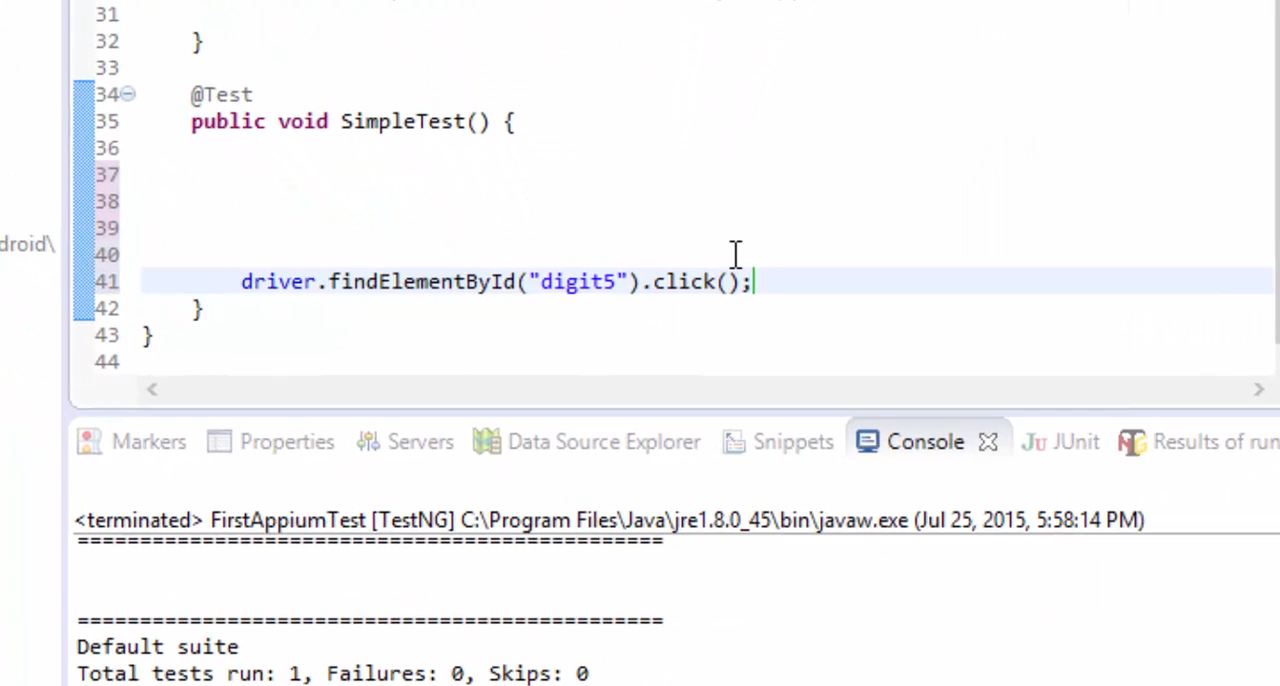 31
32 }
33
34 @Test
35 public void SimpleTest() {
36
37
38
39
droid\
40
41 driver.findElementById("digit5").click();
42 }
43 }
44
Markers Properties Servers Data Source Explorer Snippets Console Ju JUnit Results of run
<terminated> FirstAppiumTest [TestNG] C:\Program Files\Java\jre1.8.0_45\bin\javaw.exe (Jul 25, 2015, 5:58:14 PM)
===============================================
===============================================
Default suite
Total tests run: 1, Failures: 0, Skips: 0